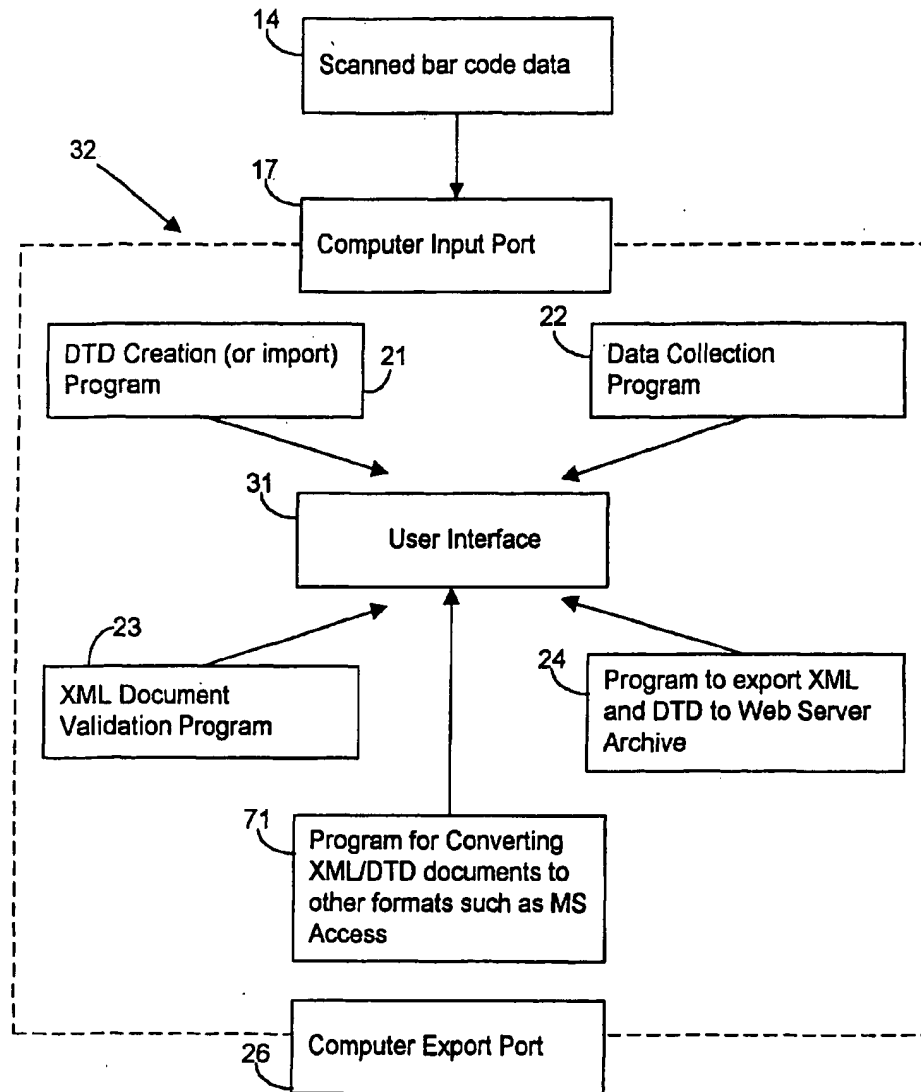 14
Scanned bar code data
32
17
Computer Input Port
DTD Creation (or import)
Program
21
22
Data Collection
Program
31
User Interface
23
XML Document
Validation Program
24
Program to export XML
and DTD to Web Server
Archive
71
Program for Converting
XML/DTD documents to
other formats such as MS
Access
Computer Export Port
26